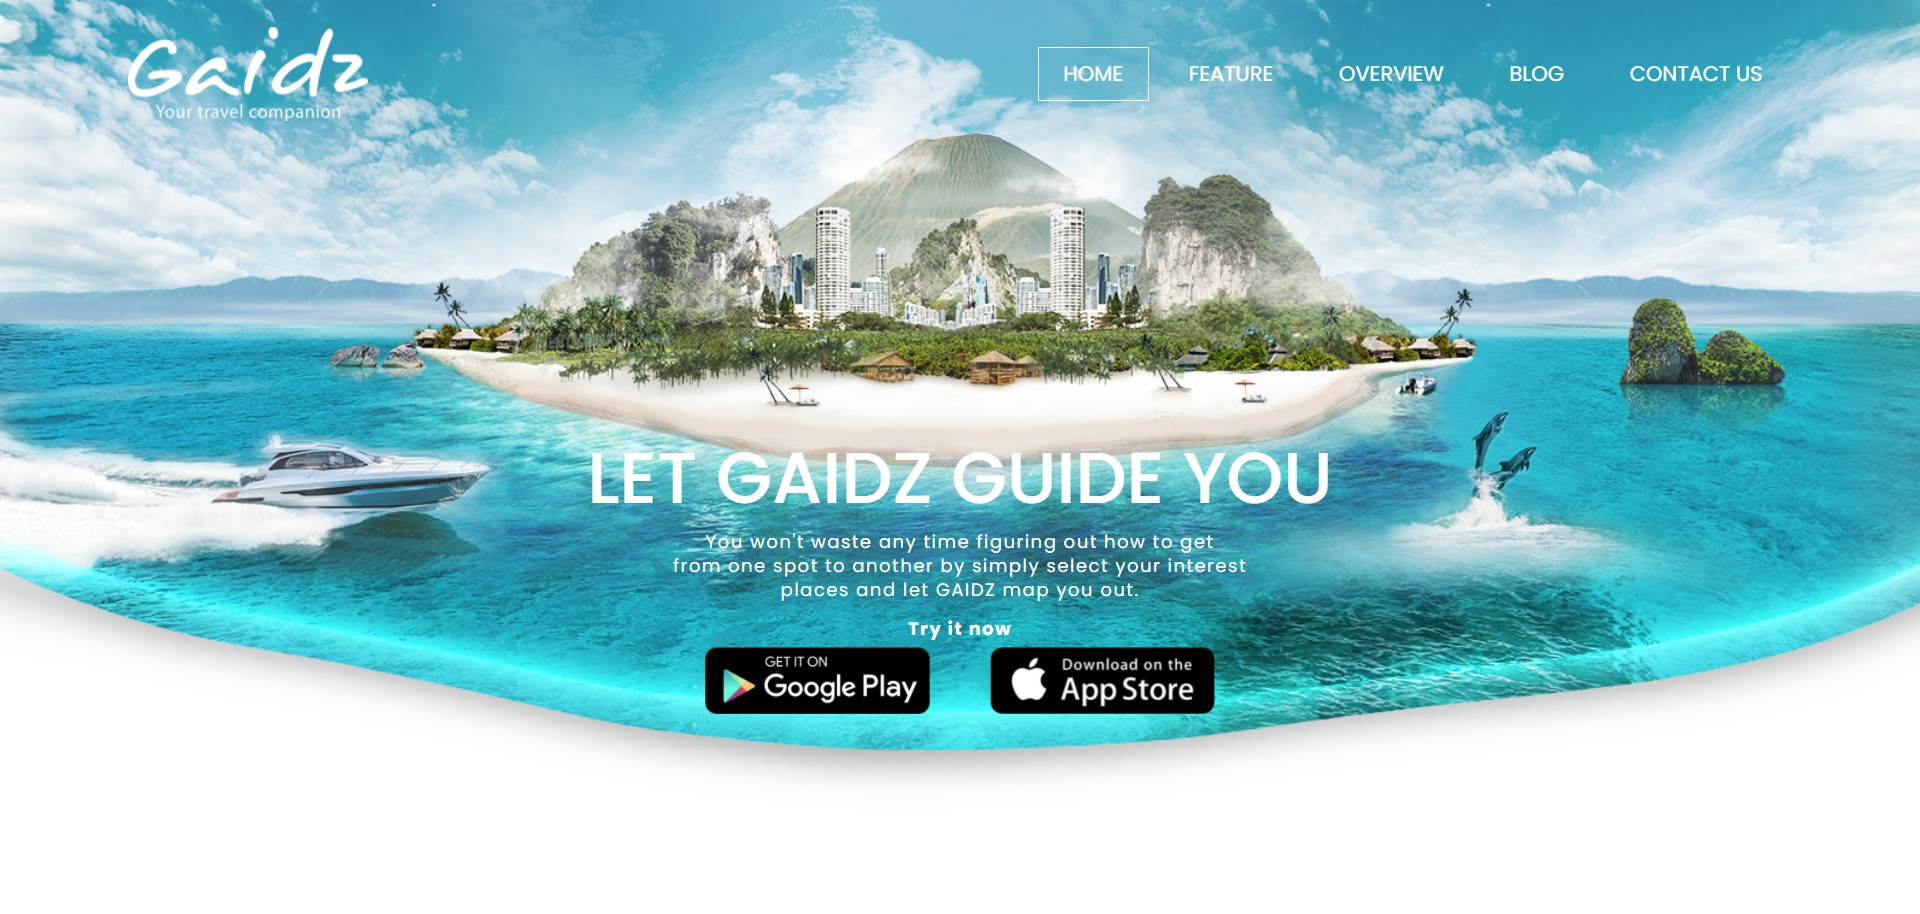 Gaidz
Your travel companion
HOME
FEATURE
OVERVIEW
BLOG
CONTACT US
LET GAIDZ GUIDE YOU
You won't waste any time figuring out how to get
from one spot to another by simply select your interest
places and let GAIDZ map you out.
Try it now
GET IT ON
Google Play
Download on the
App Store